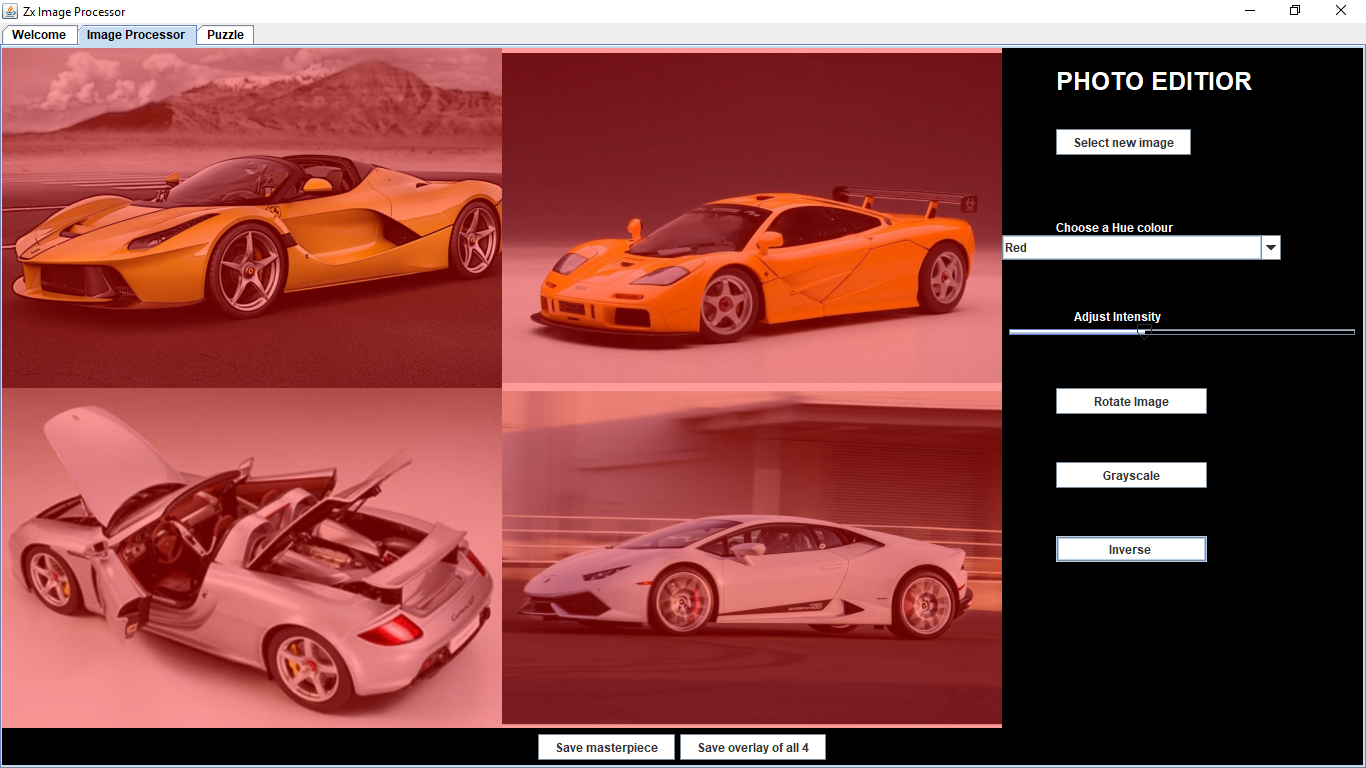 Zx Image Processor
Welcome
Image Processor
Puzzle
PHOTO EDITIOR
Select new image
Choose a Hue colour
Red
Adjust Intensity
Rotate Image
Grayscale
Inverse
Save masterpiece
Save overlay of all 4